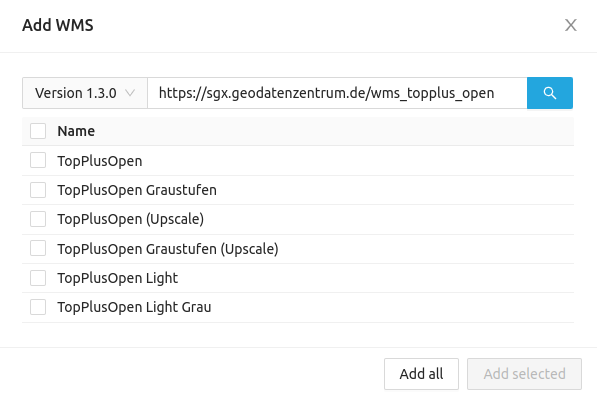 Add WMS
Version 1.3.0 https://sgx.geodatenzentrum.de/wms_topplus_open
Name
TopPlusOpen
TopPlusOpen Graustufen
TopPlusOpen (Upscale)
TopPlusOpen Graustufen (Upscale)
TopPlusOpen Light
TopPlusOpen Light Grau
Add all Add selected